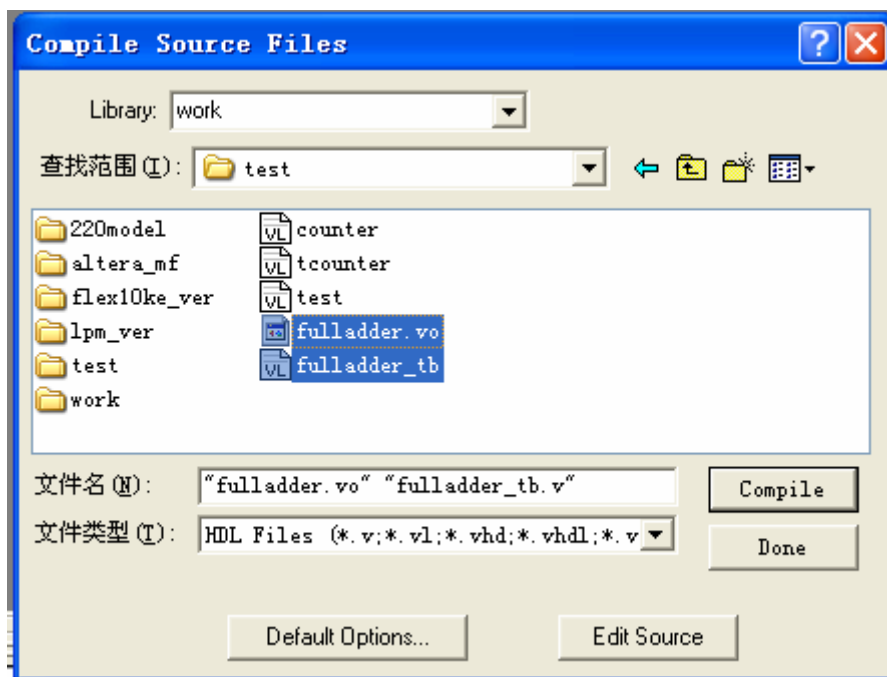 Compile Source Files
Library: work
查找范围(I): test
220model counter
altera_mf tcounter
flex10ke_ver test
lpm_ver fulladder.vo
test fulladder_tb
work
文件名(N): "fulladder.vo" "fulladder_tb.v" Compile
文件类型(T): HDL Files (*.v;*.vl;*.vhd;*.vhdl;*.v Done
Default Options... Edit Source